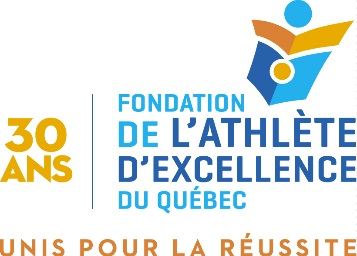 30
ANS
FONDATION
DE L'ATHLÈTE
D'EXCELLENCE
DU QUÉBEC
UNIS POUR LA RÉUSSITE